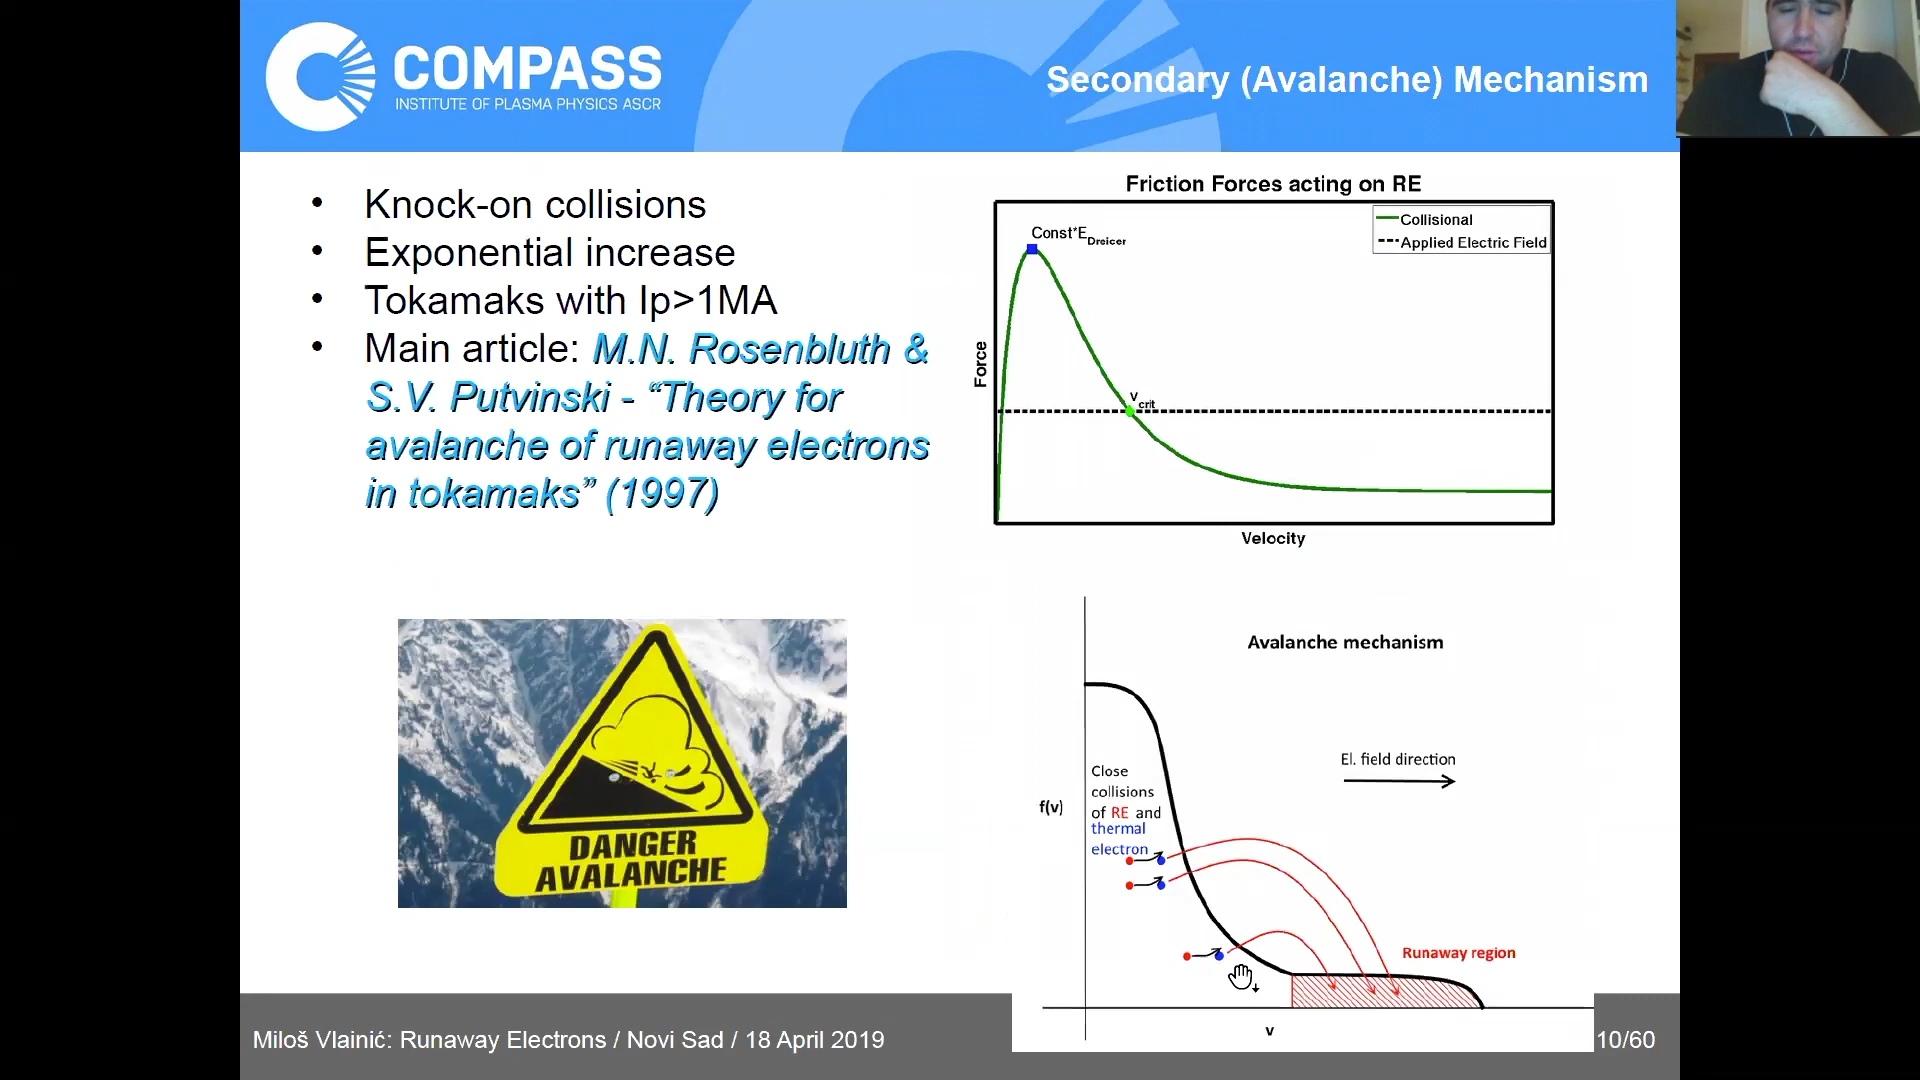 COMPASS
INSTITUTE OF PLASMA PHYSICS ASCR
Secondary (Avalanche) Mechanism
• Knock-on collisions
• Exponential increase
• Tokamaks with Ip>1MA
• Main article: M.N. Rosenbluth &
S.V. Putvinski - “Theory for
avalanche of runaway electrons
in tokamaks” (1997)
Friction Forces acting on RE
Const*E_Dreicer
Collisional
Applied Electric Field
Force
v_crit
Velocity
DANGER
AVALANCHE
Avalanche mechanism
El. field direction
Close
collisions
of RE and
thermal
electron
f(v)
Runaway region
v
Miloš Vlainić: Runaway Electrons / Novi Sad / 18 April 2019
10/60